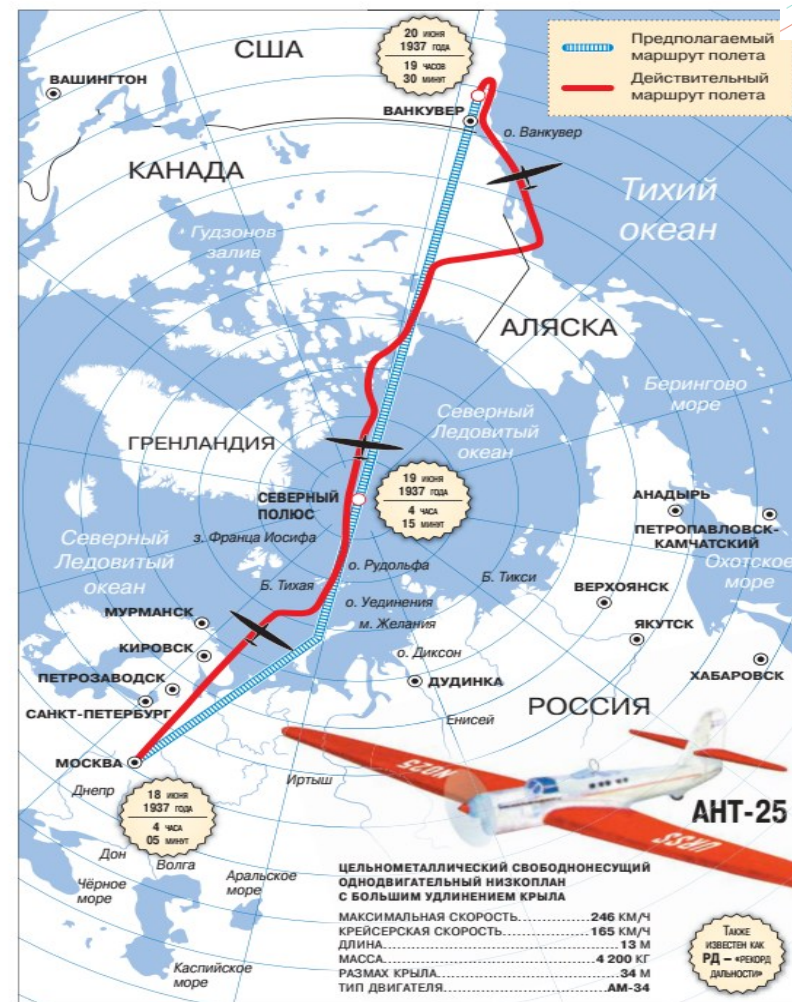 США
20 ИЮНЯ
1937 ГОДА
19 ЧАСОВ
30 МИНУТ
Предполагаемый
маршрут полета
Действительный
маршрут полета
ВАШИНГТОН
ВАНКУВЕР
о. Ванкувер
КАНАДА
Тихий
океан
Гудзонов
залив
АЛЯСКА
Берингово
море
Северный
Ледовитый
океан
ГРЕНЛАНДИЯ
СЕВЕРНЫЙ
ПОЛЮС
19 ИЮНЯ
1937 ГОДА
4 ЧАСА
15 МИНУТ
АНАДЫРЬ
ПЕТРОПАВЛОВСК-
КАМЧАТСКИЙ
Охотское
море
з. Франца Иосифа
Северный
Ледовитый
океан
о. Рудольфа
Б. Тихая
Б. Тикси
о. Уединения
м. Желания
ВЕРХОЯНСК
МУРМАНСК
ЯКУТСК
КИРОВСК
о. Диксон
ХАБАРОВСК
ПЕТРОЗАВОДСК
ДУДИНКА
САНКТ-ПЕТЕРБУРГ
Енисей
РОССИЯ
МОСКВА
Иртыш
Днепр
18 ИЮНЯ
1937 ГОДА
4 ЧАСА
05 МИНУТ
NO25
URSS
АНТ-25
Дон
Волга
Чёрное
море
Аральское
море
Каспийское
море
ЦЕЛЬНОМЕТАЛЛИЧЕСКИЙ СВОБОДНОНЕСУЩИЙ
ОДНОДВИГАТЕЛЬНЫЙ НИЗКОПЛАН
С БОЛЬШИМ УДЛИНЕНИЕМ КРЫЛА
МАКСИМАЛЬНАЯ СКОРОСТЬ..........246 КМ/Ч
КРЕЙСЕРСКАЯ СКОРОСТЬ............165 КМ/Ч
ДЛИНА..........................13 М
МАССА..........................4 200 КГ
РАЗМАХ КРЫЛА...................34 М
ТИП ДВИГАТЕЛЯ..................АМ-34
ТАКЖЕ
ИЗВЕСТЕН КАК
РД – «РЕКОРД
ДАЛЬНОСТИ»